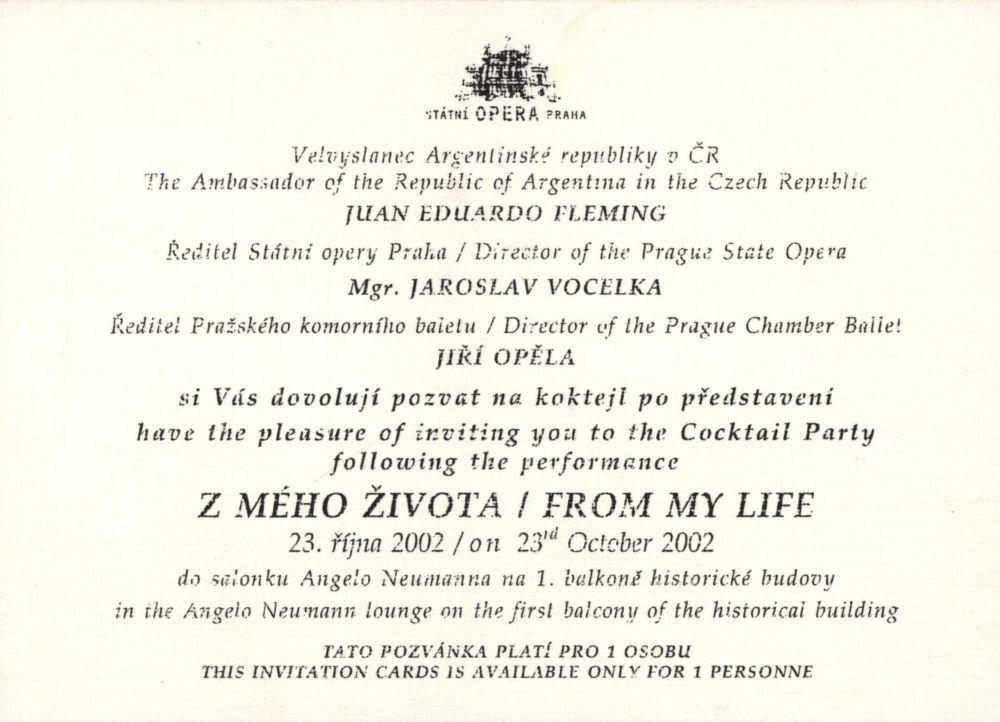 STÁTNÍ OPERA PRAHA
Velvyslanec Argentinské republiky v ČR
The Ambassador of the Republic of Argentina in the Czech Republic
JUAN EDUARDO FLEMING
Ředitel Státní opery Praha / Director of the Prague State Opera
Mgr. JAROSLAV VOCELKA
Ředitel Pražského komorního baletu / Director of the Prague Chamber Ballet
JIŘÍ OPĚLA
si Vás dovolují pozvat na koktejl po představení
have the pleasure of inviting you to the Cocktail Party
following the performance
Z MÉHO ŽIVOTA / FROM MY LIFE
23. října 2002 / on 23rd October 2002
do salonku Angelo Neumanna na 1. balkoně historické budovy
in the Angelo Neumann lounge on the first balcony of the historical building
TATO POZVÁNKA PLATÍ PRO 1 OSOBU
THIS INVITATION CARDS IS AVAILABLE ONLY FOR 1 PERSONNE